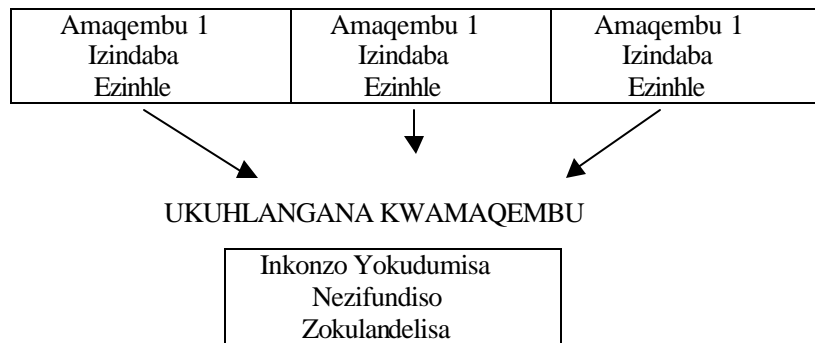 Amaqembu 1 Amaqembu 1 Amaqembu 1
Izindaba Izindaba Izindaba
Ezinhle Ezinhle Ezinhle
UKUHLANGANA KWAMAQEMBU
Inkonzo Yokudumisa
Nezifundiso
Zokulandelisa